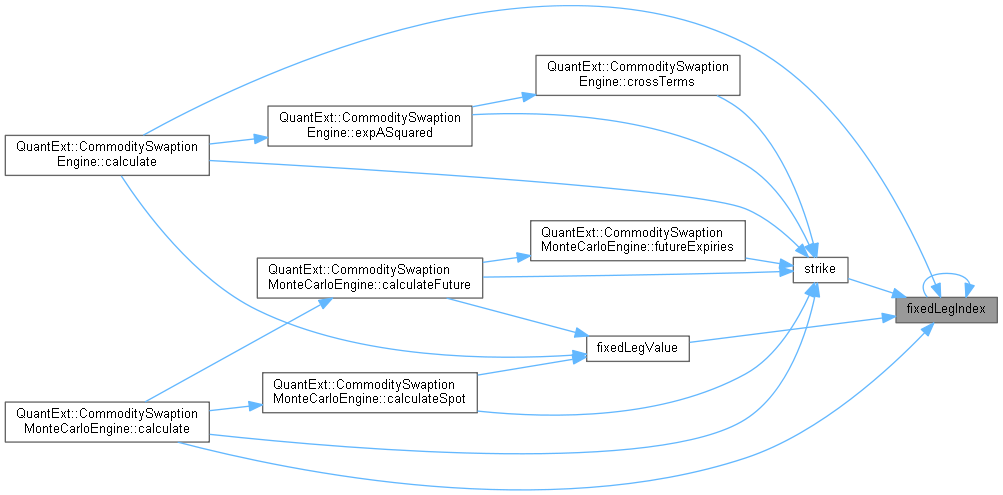 QuantExt::CommoditySwaption
Engine::crossTerms
QuantExt::CommoditySwaption
Engine::expASquared
QuantExt::CommoditySwaption
Engine::calculate
QuantExt::CommoditySwaption
MonteCarloEngine::futureExpiries
QuantExt::CommoditySwaption
MonteCarloEngine::calculateFuture
strike
fixedLegIndex
fixedLegValue
QuantExt::CommoditySwaption
MonteCarloEngine::calculateSpot
QuantExt::CommoditySwaption
MonteCarloEngine::calculate